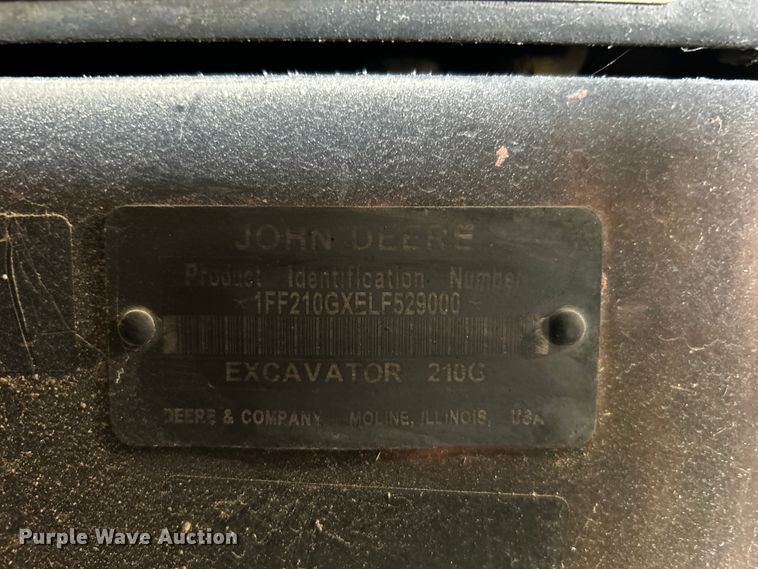 JOHN DEERE
Product Identification Number
1FF210GXELF529000
EXCAVATOR 210G
DEERE & COMPANY MOLINE, ILLINOIS, USA
Purple Wave Auction